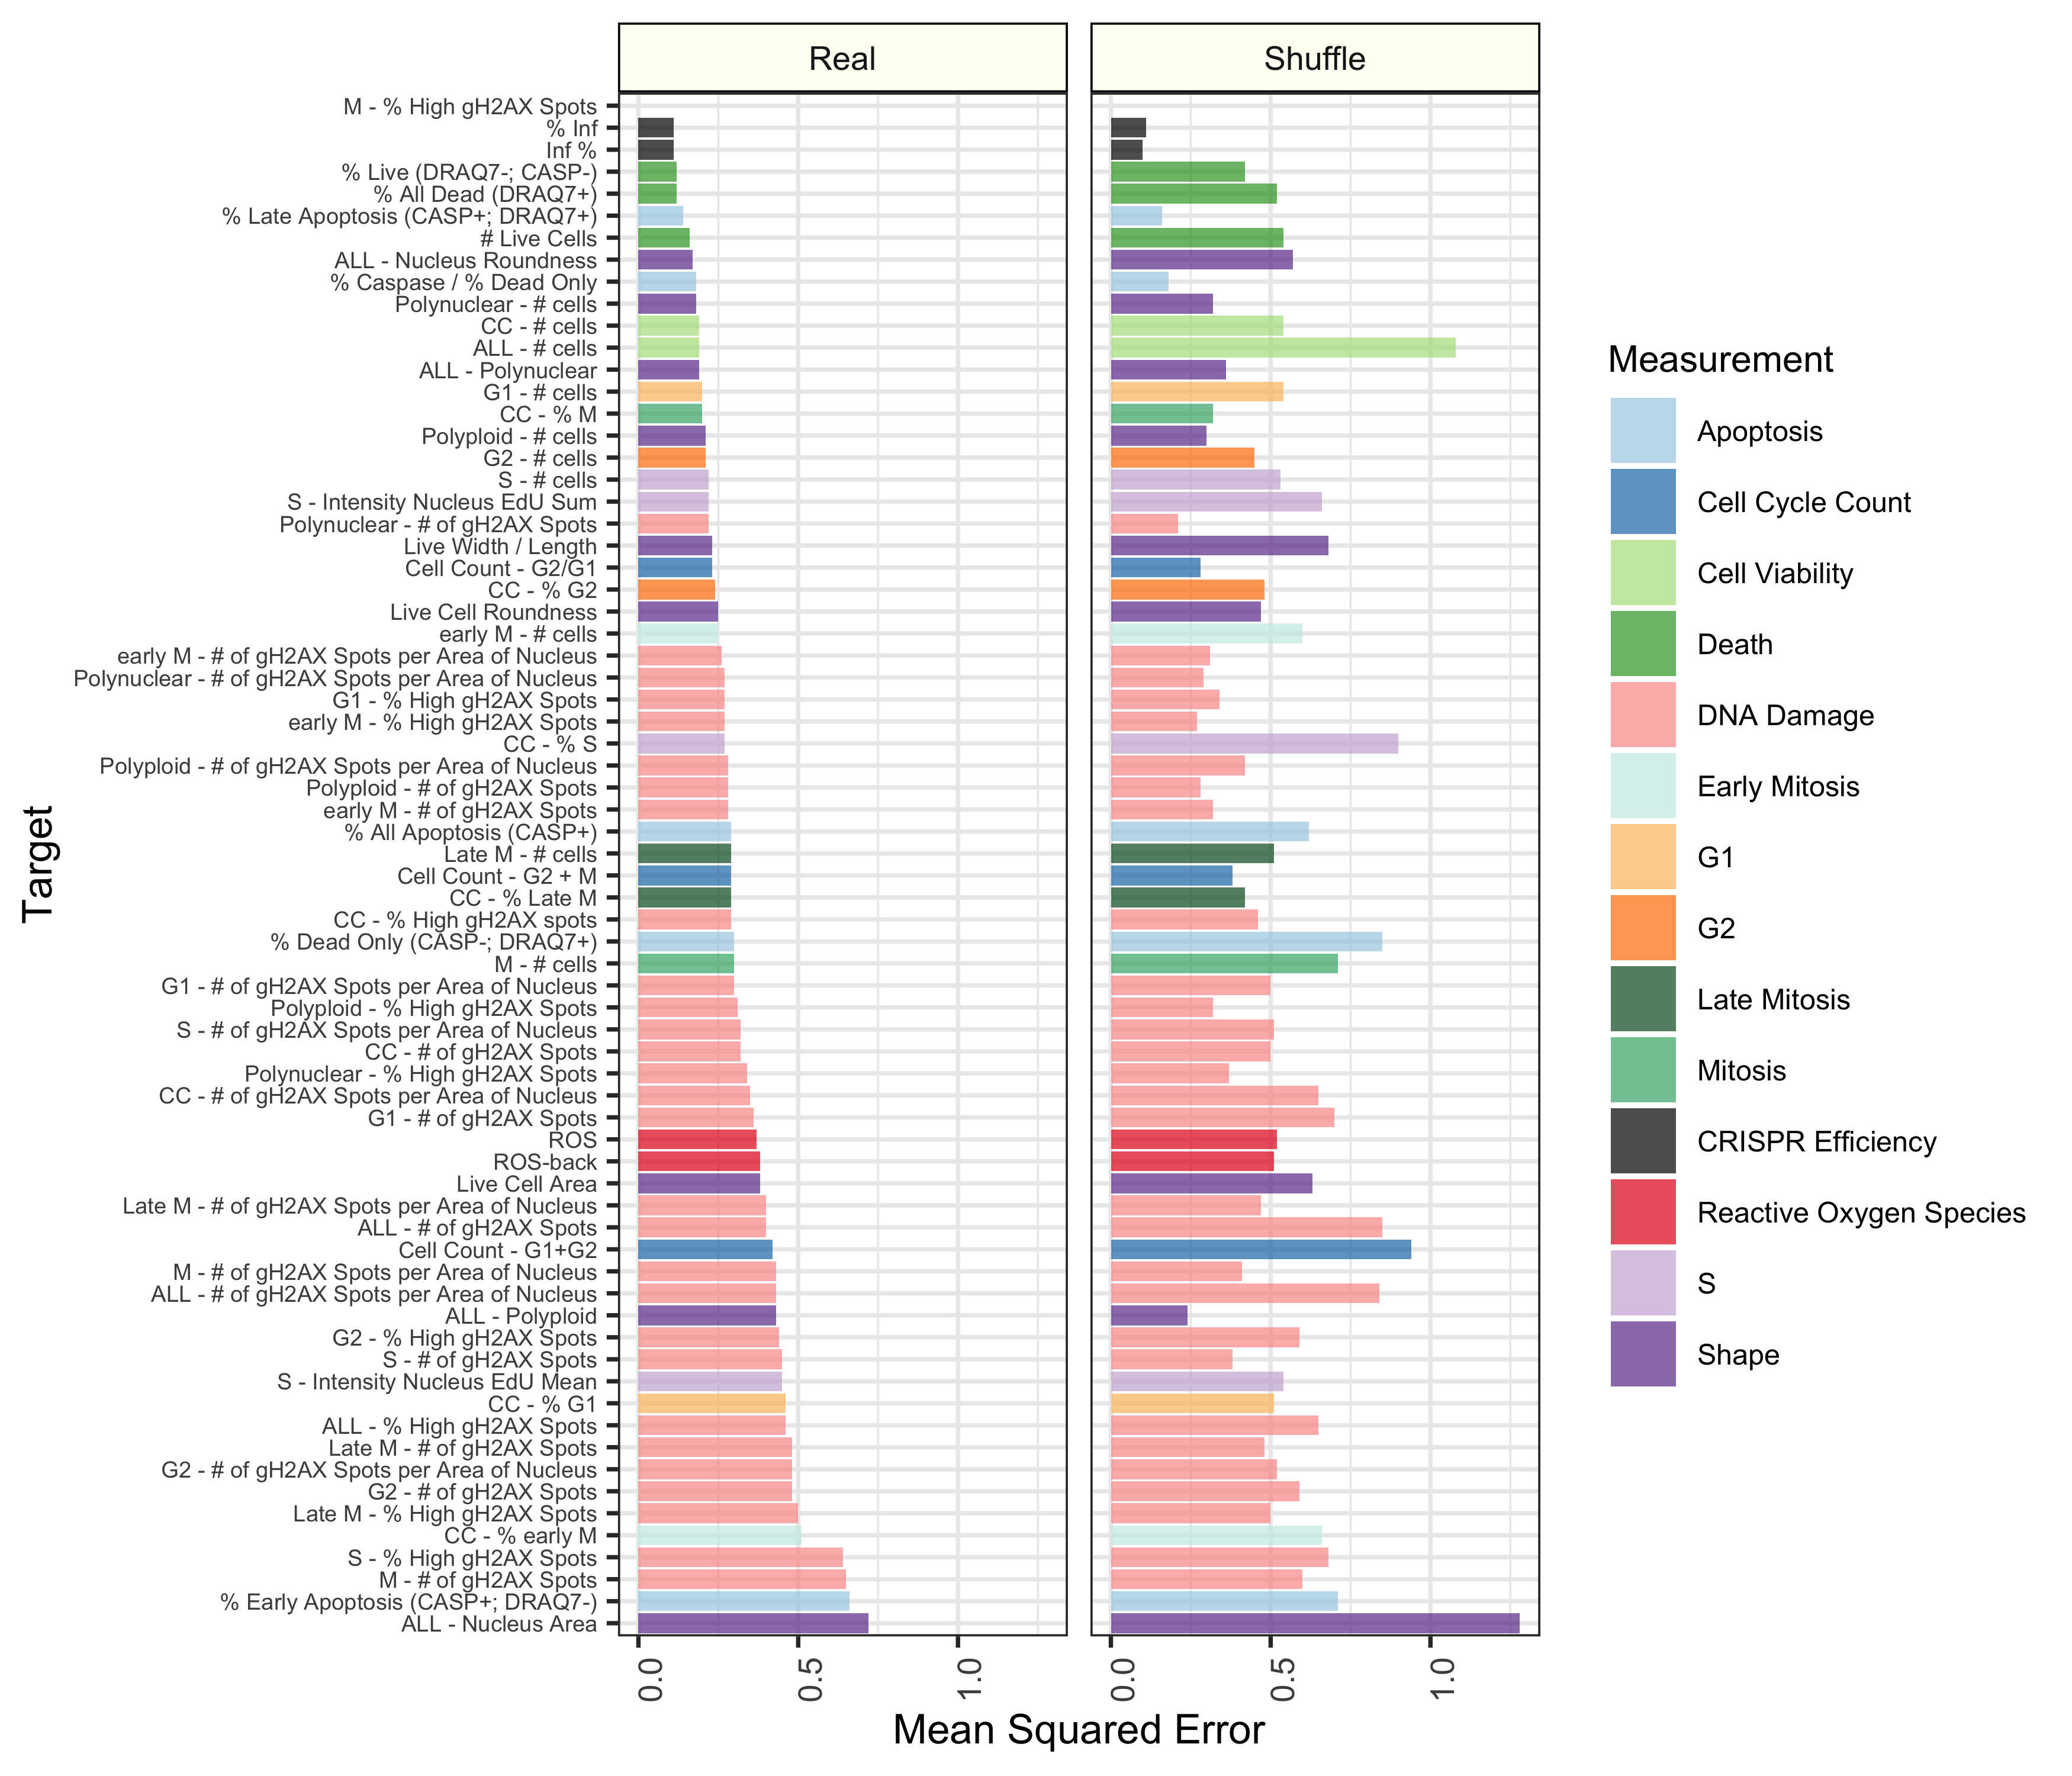 Real
Shuffle
M - % High gH2AX Spots
% Inf
Inf %
% Live (DRAQ7-; CASP-)
% All Dead (DRAQ7+)
% Late Apoptosis (CASP+; DRAQ7+)
# Live Cells
ALL - Nucleus Roundness
% Caspase / % Dead Only
Polynuclear - # cells
CC - # cells
ALL - # cells
ALL - Polynuclear
G1 - # cells
CC - % M
Polyploid - # cells
G2 - # cells
S - # cells
S - Intensity Nucleus EdU Sum
Polynuclear - # of gH2AX Spots
Live Width / Length
Cell Count - G2/G1
CC - % G2
Live Cell Roundness
early M - # cells
early M - # of gH2AX Spots per Area of Nucleus
Polynuclear - # of gH2AX Spots per Area of Nucleus
G1 - % High gH2AX Spots
early M - % High gH2AX Spots
CC - % S
Polyploid - # of gH2AX Spots per Area of Nucleus
Polyploid - # of gH2AX Spots
early M - # of gH2AX Spots
% All Apoptosis (CASP+)
Late M - # cells
Cell Count - G2 + M
CC - % Late M
CC - % High gH2AX spots
% Dead Only (CASP-; DRAQ7+)
M - # cells
G1 - # of gH2AX Spots per Area of Nucleus
Polyploid - % High gH2AX Spots
S - # of gH2AX Spots per Area of Nucleus
CC - # of gH2AX Spots
Polynuclear - % High gH2AX Spots
CC - # of gH2AX Spots per Area of Nucleus
G1 - # of gH2AX Spots
ROS
ROS-back
Live Cell Area
Late M - # of gH2AX Spots per Area of Nucleus
ALL - # of gH2AX Spots
Cell Count - G1+G2
M - # of gH2AX Spots per Area of Nucleus
ALL - # of gH2AX Spots per Area of Nucleus
ALL - Polyploid
G2 - % High gH2AX Spots
S - # of gH2AX Spots
S - Intensity Nucleus EdU Mean
CC - % G1
ALL - % High gH2AX Spots
Late M - # of gH2AX Spots
G2 - # of gH2AX Spots per Area of Nucleus
G2 - # of gH2AX Spots
Late M - % High gH2AX Spots
CC - % early M
S - % High gH2AX Spots
M - # of gH2AX Spots
% Early Apoptosis (CASP+; DRAQ7-)
ALL - Nucleus Area
Target
0.0
0.5
1.0
0.0
0.5
1.0
Mean Squared Error
Measurement
Apoptosis
Cell Cycle Count
Cell Viability
Death
DNA Damage
Early Mitosis
G1
G2
Late Mitosis
Mitosis
CRISPR Efficiency
Reactive Oxygen Species
S
Shape